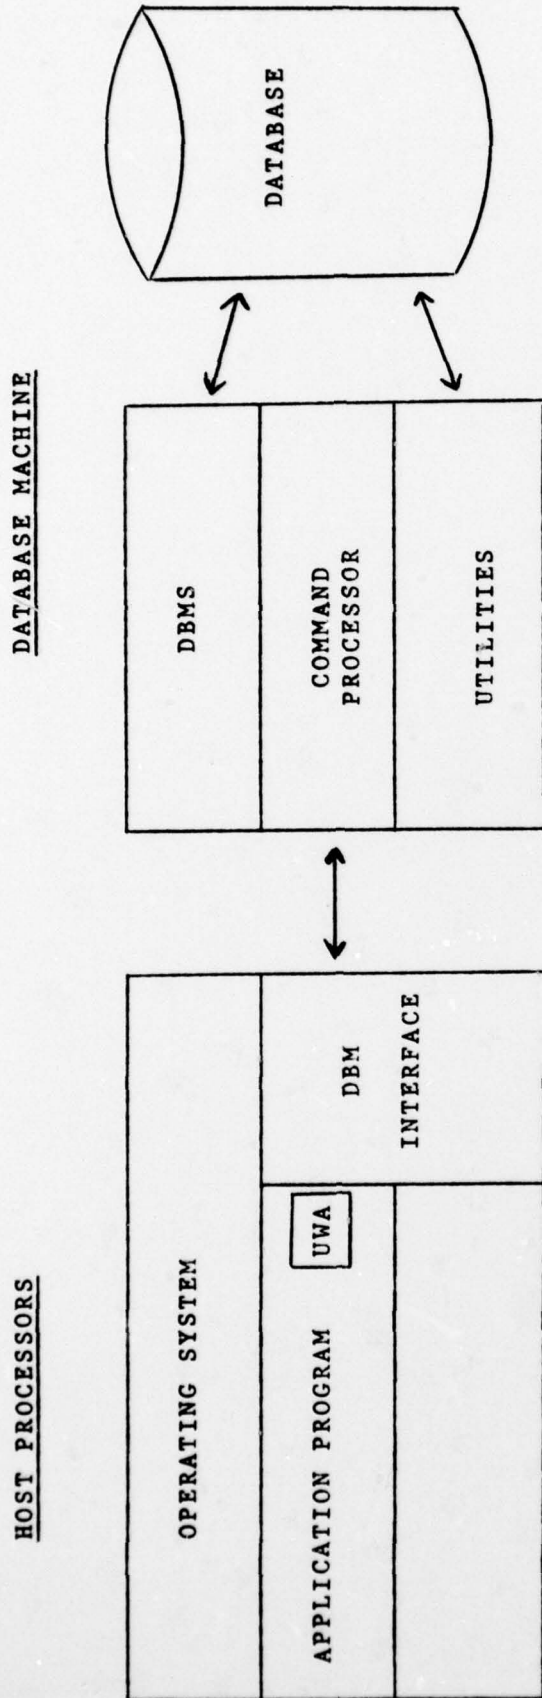 HOST PROCESSORS
DATABASE MACHINE
OPERATING SYSTEM
APPLICATION PROGRAM
UWA
DBM
INTERFACE
DBMS
COMMAND
PROCESSOR
UTILITIES
DATABASE